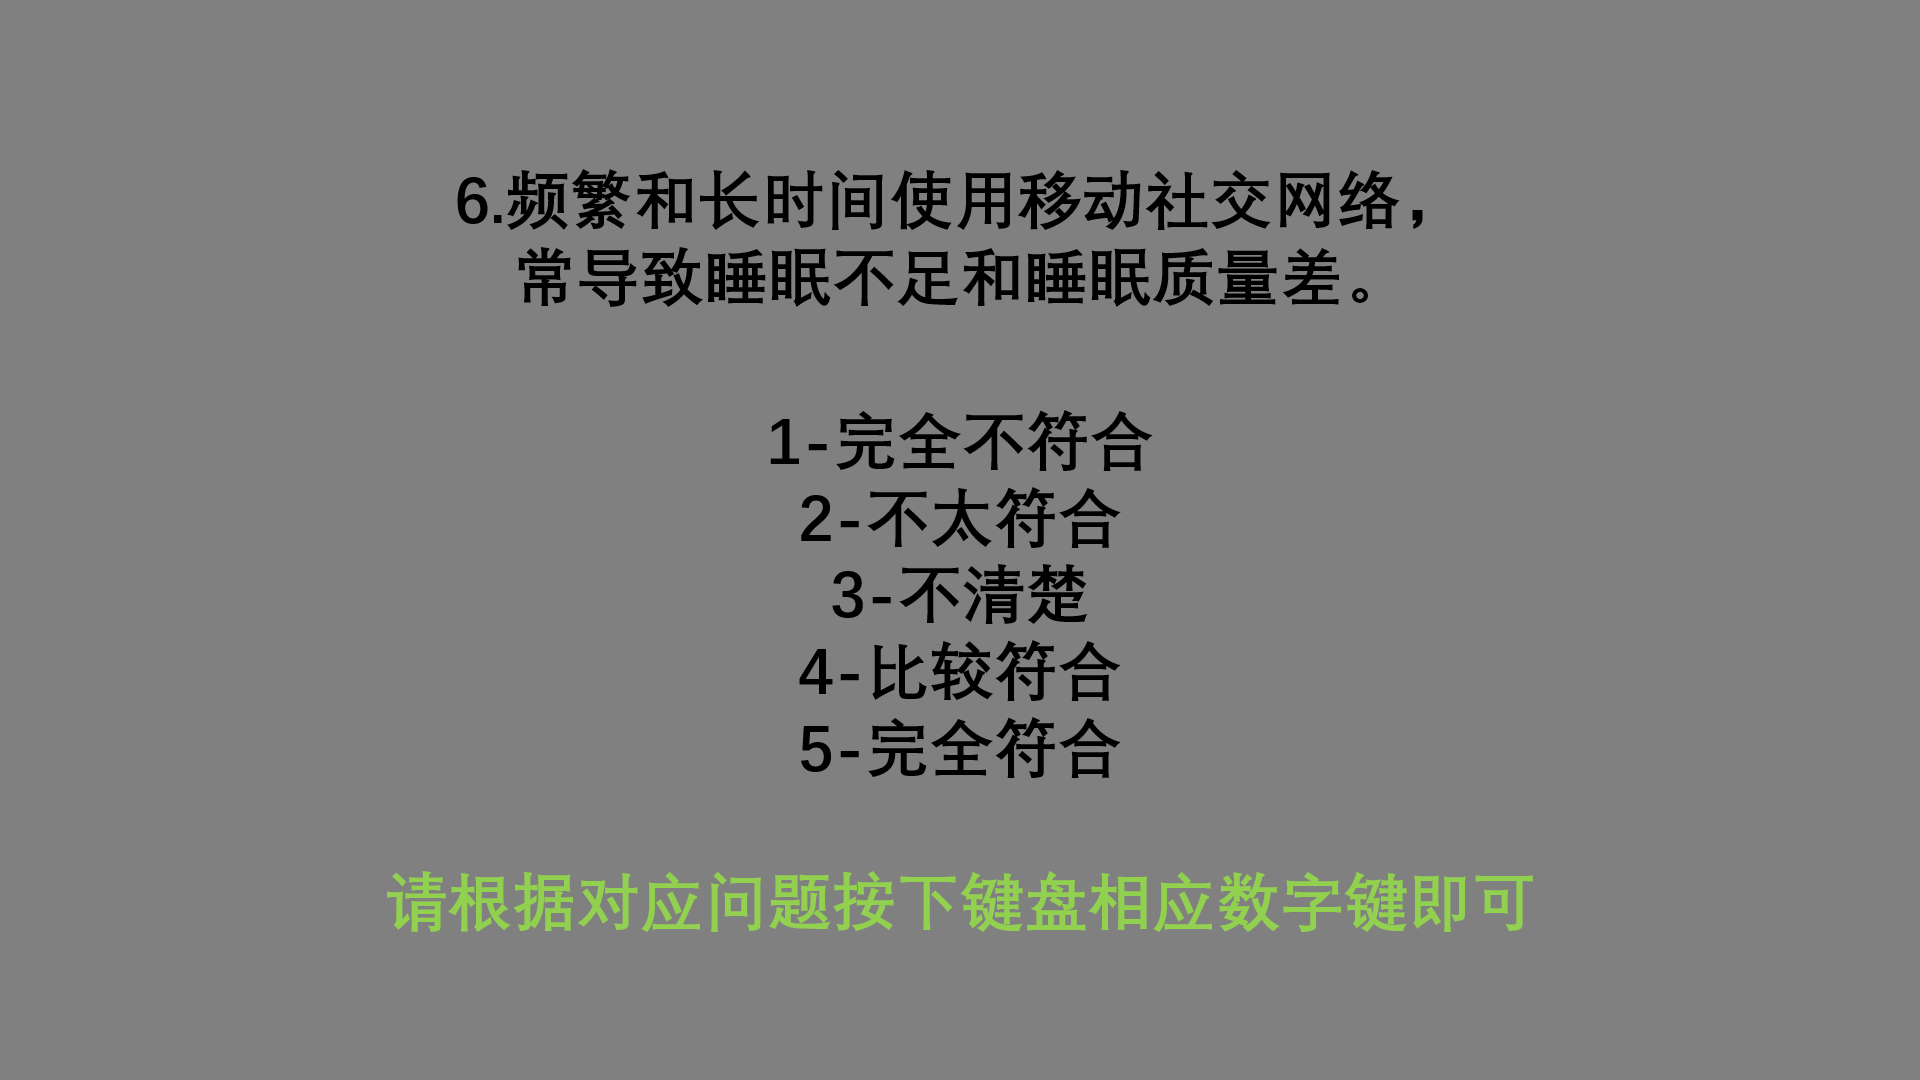 6.频繁和长时间使用移动社交网络，
常导致睡眠不足和睡眠质量差。
1-完全不符合
2-不太符合
3-不清楚
4-比较符合
5-完全符合
请根据对应问题按下键盘相应数字键即可